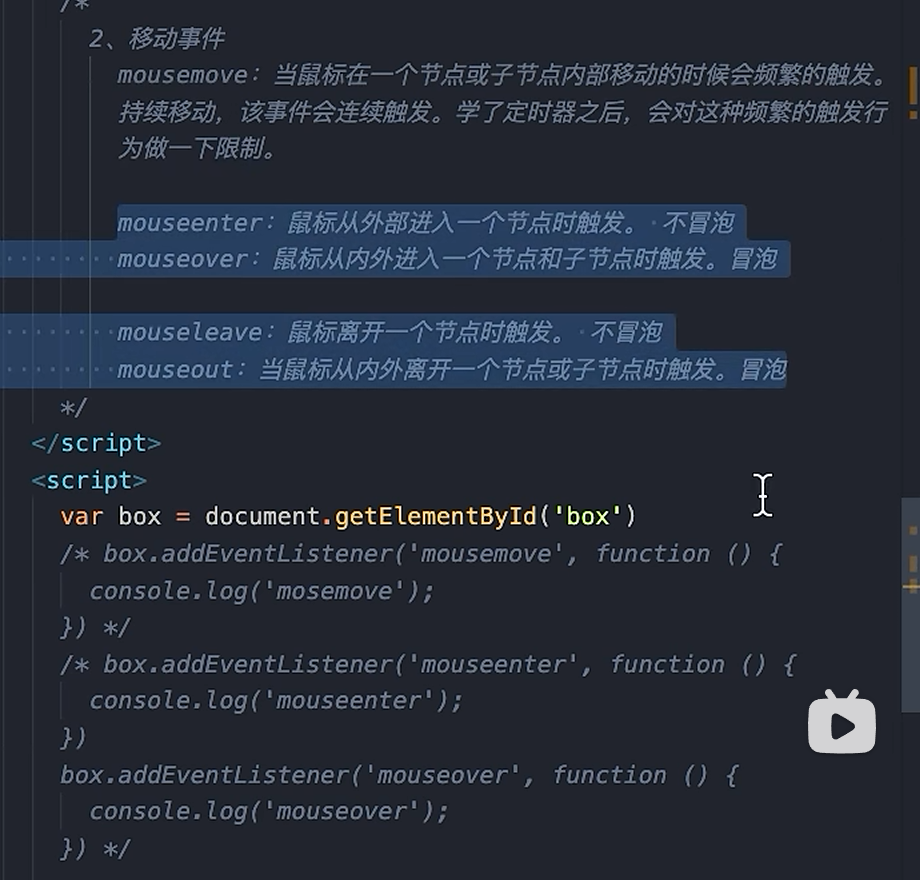 /*
2、移动事件
mousemove：当鼠标在一个节点或子节点内部移动的时候会频繁的触发。
持续移动，该事件会连续触发。学了定时器之后，会对这种频繁的触发行
为做一下限制。
mouseenter：鼠标从外部进入一个节点时触发。 不冒泡
mouseover：鼠标从内外进入一个节点和子节点时触发。冒泡
mouseleave：鼠标离开一个节点时触发。 不冒泡
mouseout：当鼠标从内外离开一个节点或子节点时触发。冒泡
*/
</script>
<script>
var box = document.getElementById('box')
/* box.addEventListener('mousemove', function () {
console.log('mosemove');
}) */
/* box.addEventListener('mouseenter', function () {
console.log('mouseenter');
})
box.addEventListener('mouseover', function () {
console.log('mouseover');
}) */